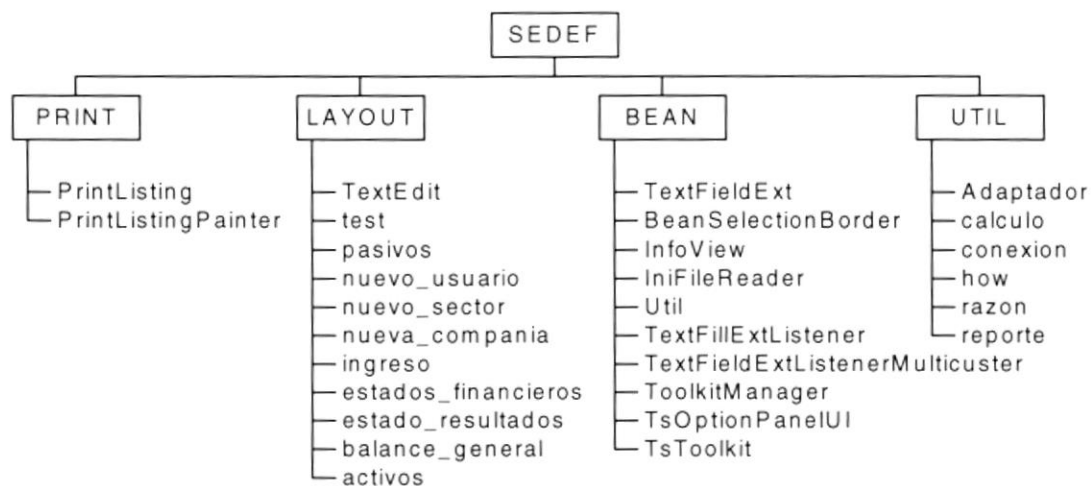 SEDEF
PRINT
PrintListing
PrintListingPainter
LAYOUT
TextEdit
test
pasivos
nuevo_usuario
nuevo_sector
nueva_compania
ingreso
estados_financieros
estado_resultados
balance_general
activos
BEAN
TextFieldExt
BeanSelectionBorder
InfoView
IniFileReader
Util
TextFillExtListener
TextFieldExtListenerMulticuster
ToolkitManager
TsOptionPanelUI
TsToolkit
UTIL
Adaptador
calculo
conexion
how
razon
reporte